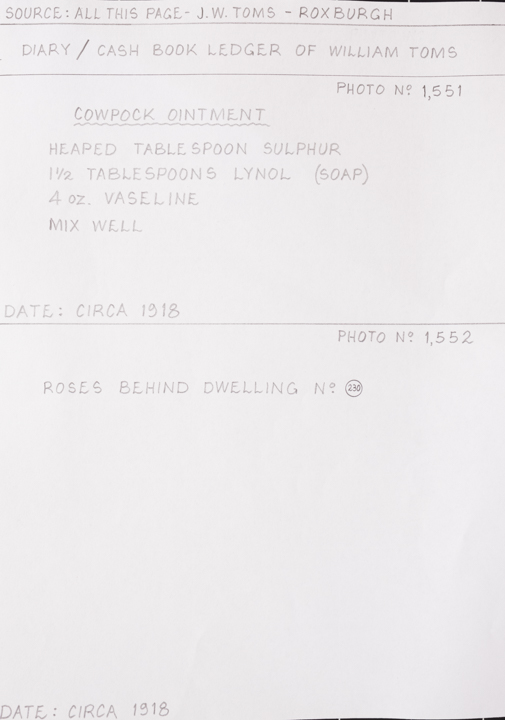 SOURCE: ALL THIS PAGE - J.W. TOMS - ROXBURGH
DIARY / CASH BOOK LEDGER OF WILLIAM TOMS
PHOTO Nº 1,551
COWPOCK OINTMENT
HEAPED TABLESPOON SULPHUR
1½ TABLESPOONS LYNOL (SOAP)
4 OZ. VASELINE
MIX WELL
DATE: CIRCA 1918
PHOTO Nº 1,552
ROSES BEHIND DWELLING Nº 230
DATE: CIRCA 1918